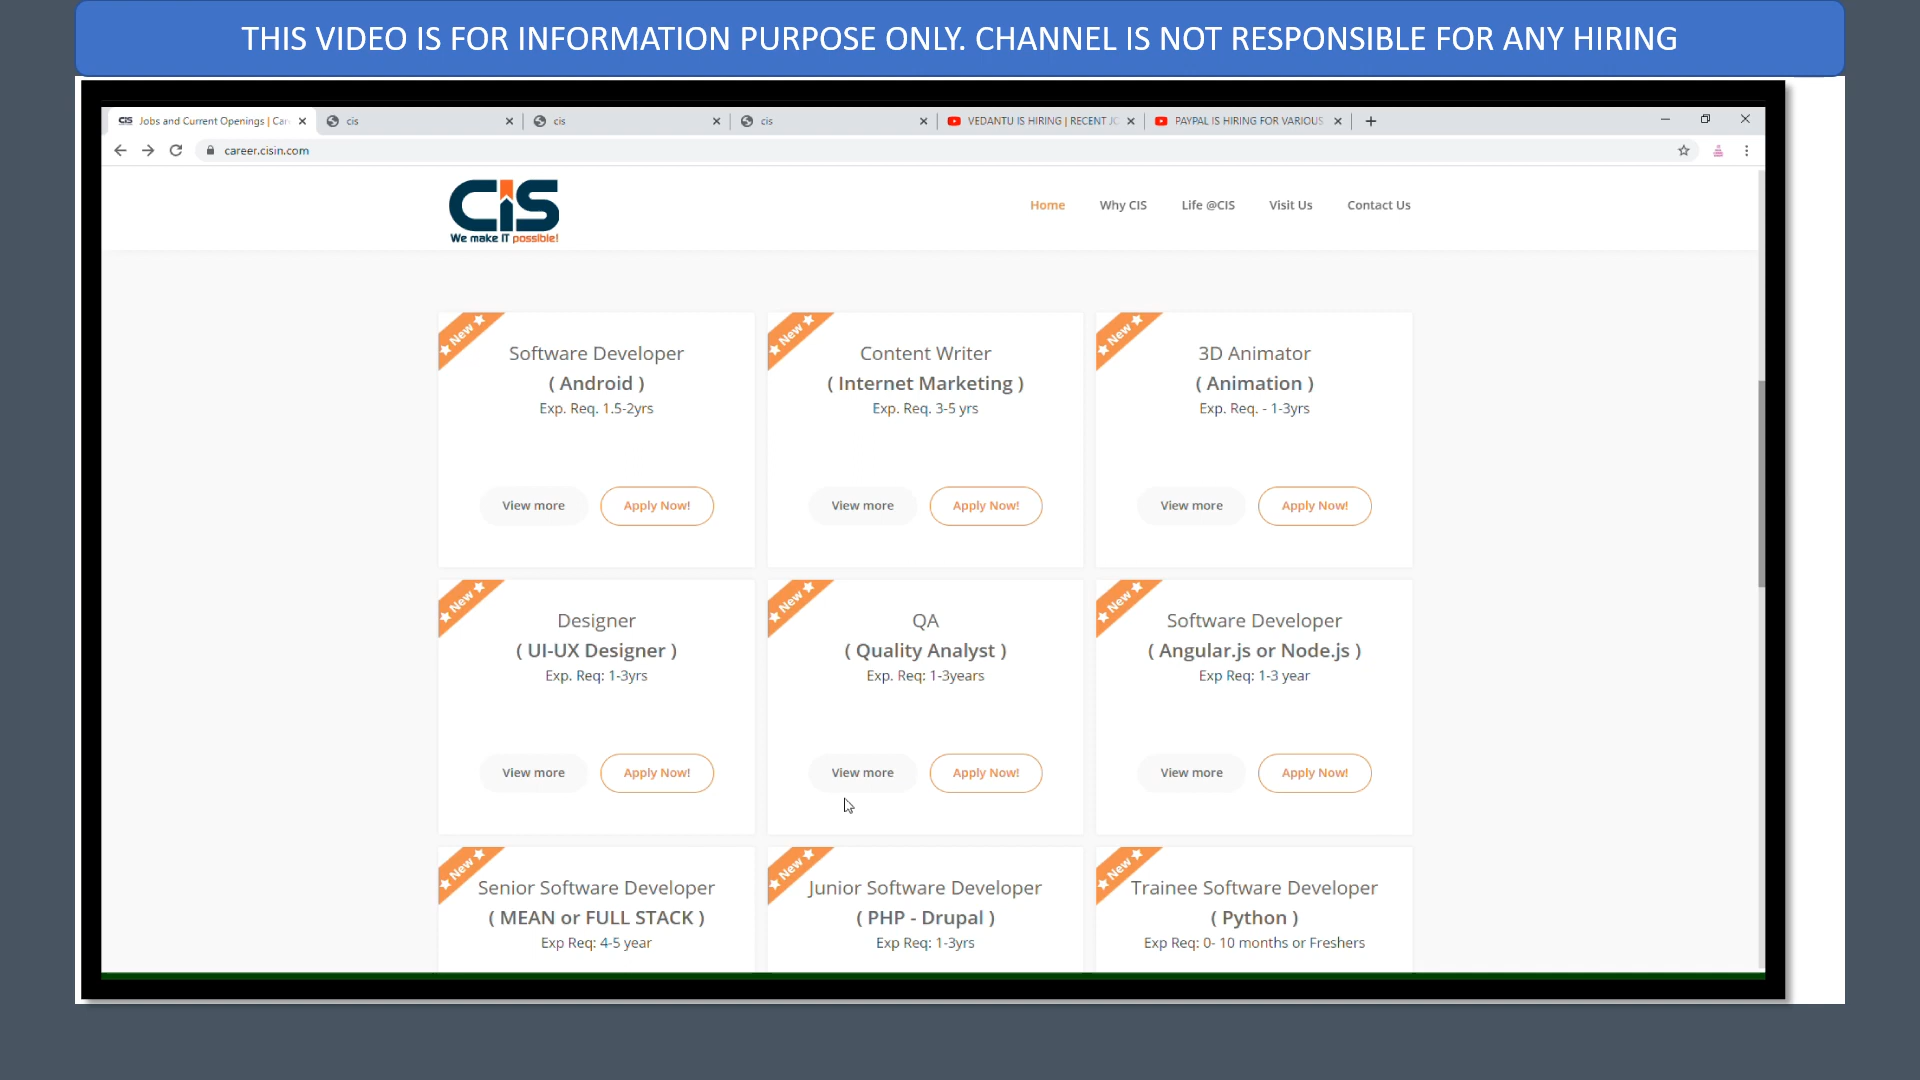 THIS VIDEO IS FOR INFORMATION PURPOSE ONLY. CHANNEL IS NOT RESPONSIBLE FOR ANY HIRING
CIS Jobs and Current Openings | Car
cis
cis
cis
VEDANTU IS HIRING | RECENT JO
PAYPAL IS HIRING FOR VARIOUS
career.cisin.com
CIS
We make IT possible!
Home
Why CIS
Life @CIS
Visit Us
Contact Us
New
Software Developer
( Android )
Exp. Req. 1.5-2yrs
View more
Apply Now!
New
Content Writer
( Internet Marketing )
Exp. Req. 3-5 yrs
View more
Apply Now!
New
3D Animator
( Animation )
Exp. Req. - 1-3yrs
View more
Apply Now!
New
Designer
( UI-UX Designer )
Exp. Req: 1-3yrs
View more
Apply Now!
New
QA
( Quality Analyst )
Exp. Req: 1-3years
View more
Apply Now!
New
Software Developer
( Angular.js or Node.js )
Exp Req: 1-3 year
View more
Apply Now!
New
Senior Software Developer
( MEAN or FULL STACK )
Exp Req: 4-5 year
New
Junior Software Developer
( PHP - Drupal )
Exp Req: 1-3yrs
New
Trainee Software Developer
( Python )
Exp Req: 0- 10 months or Freshers